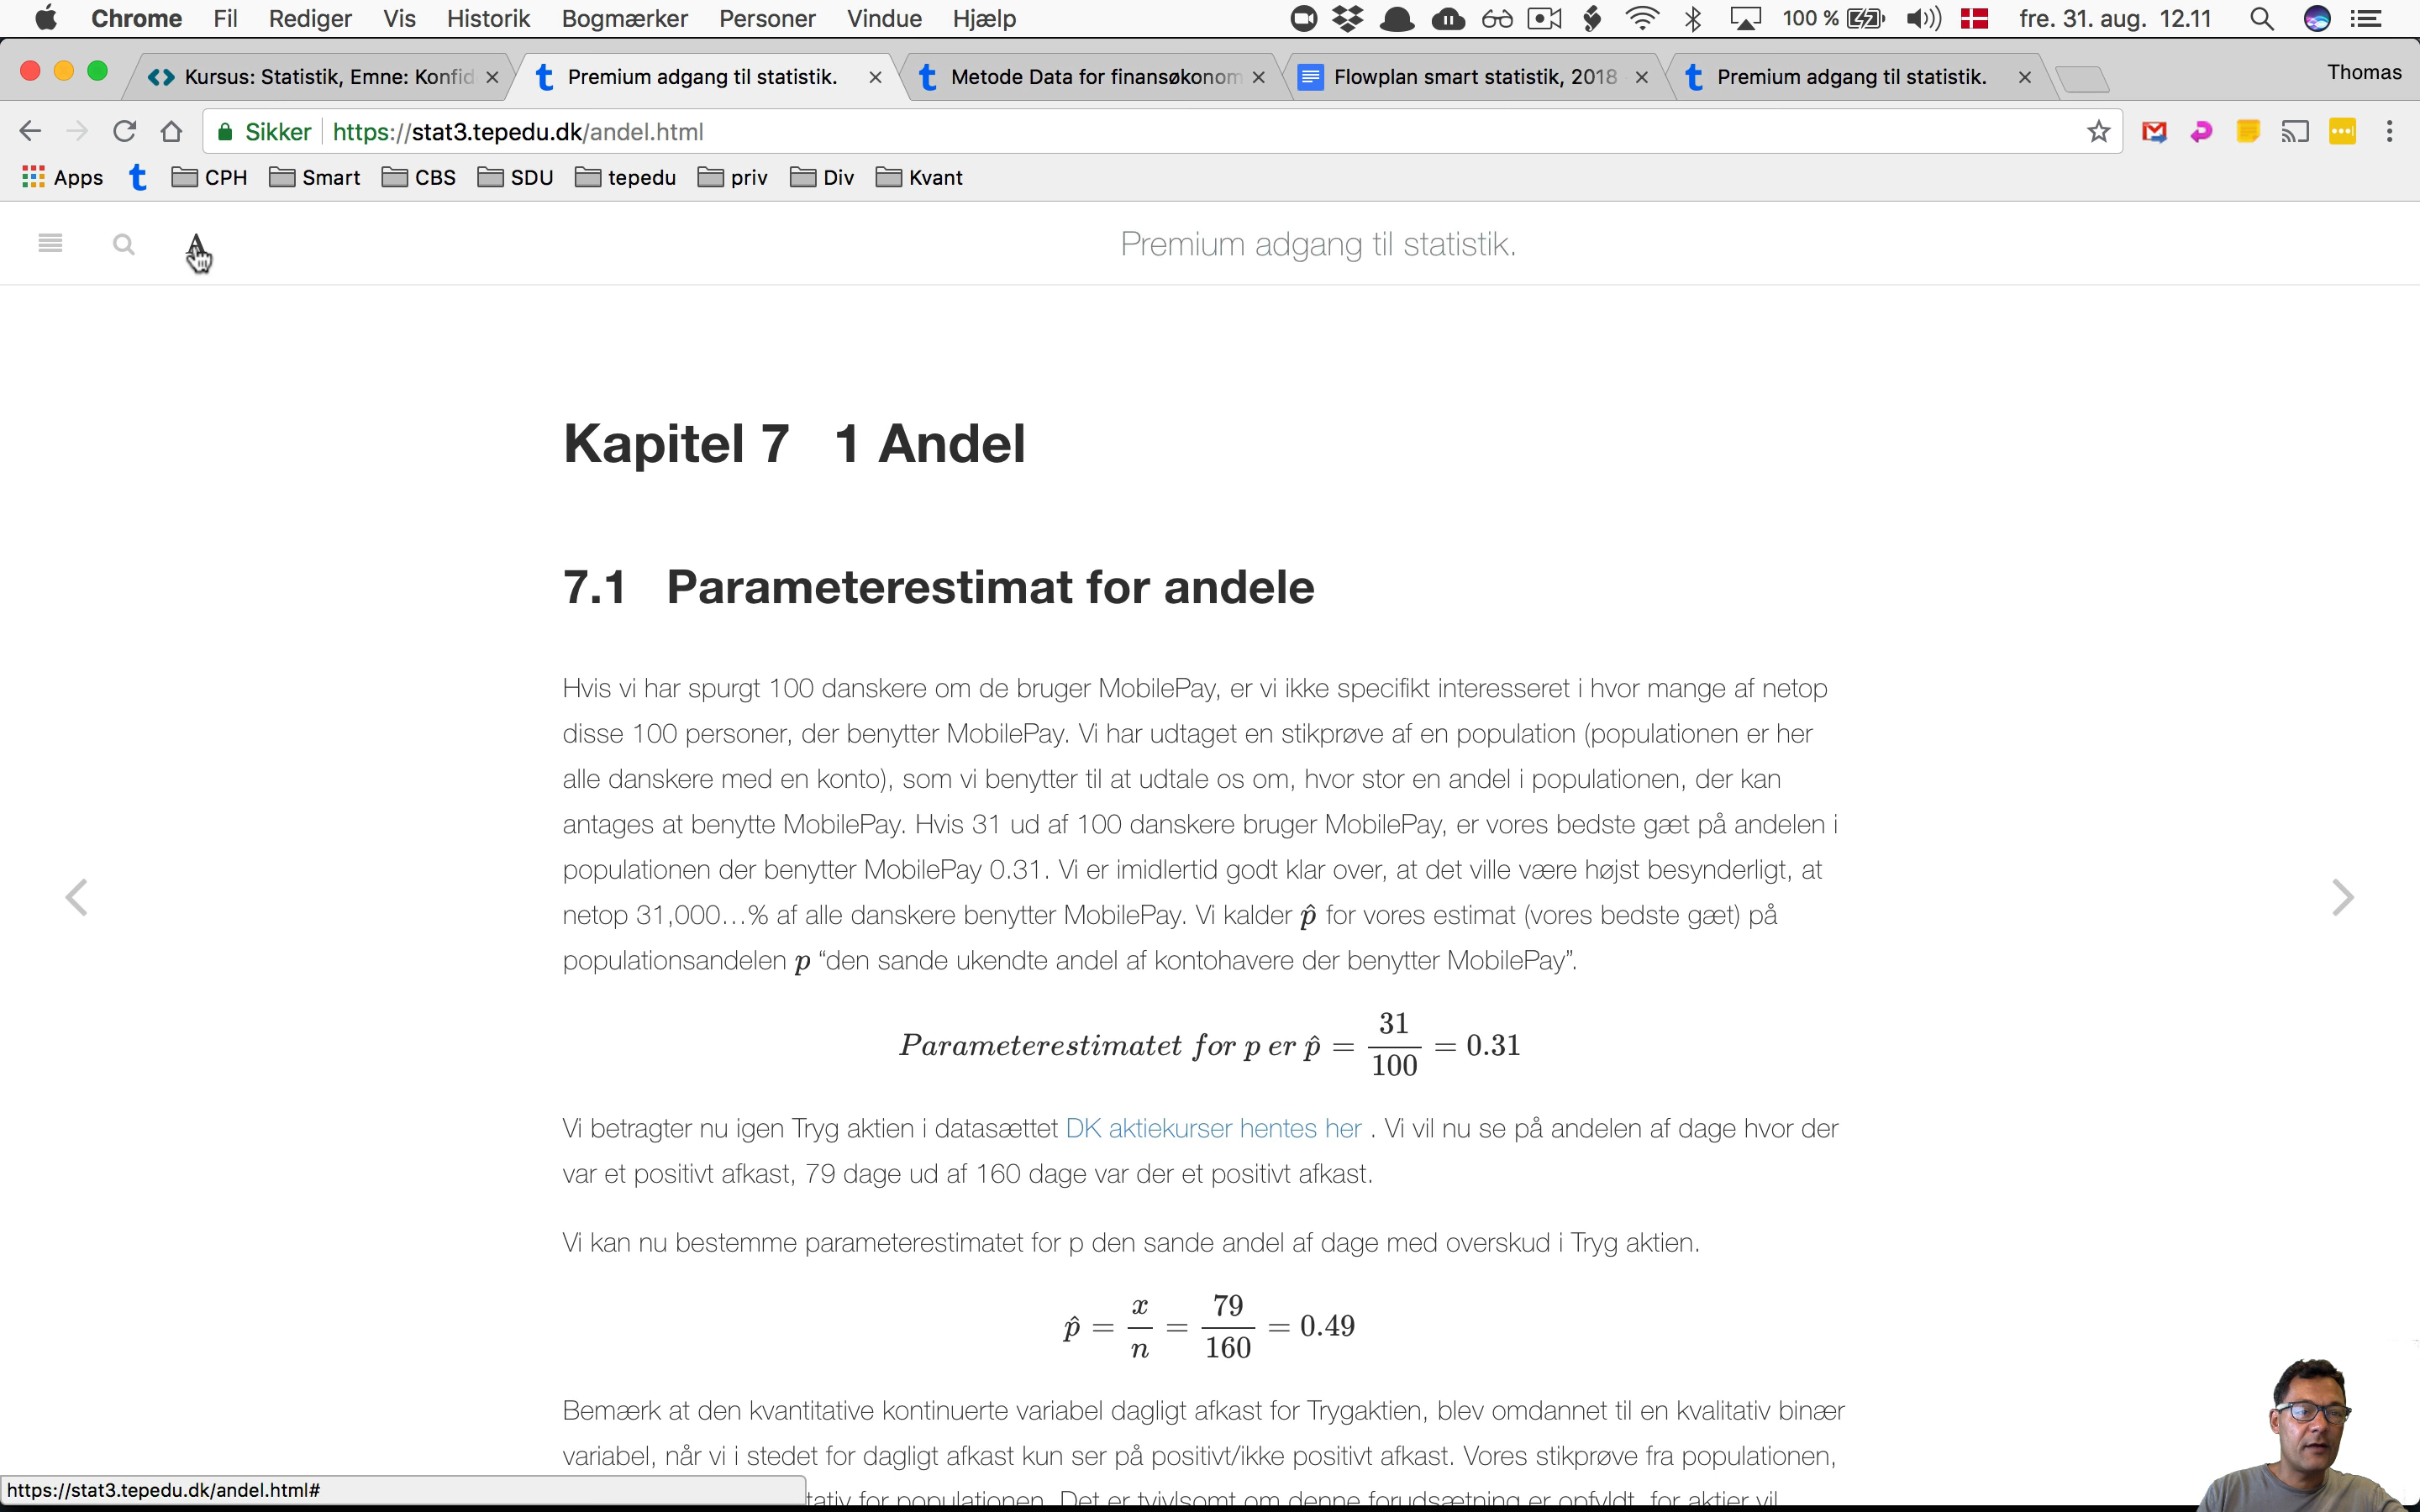 Chrome Fil Rediger Vis Historik Bogmærker Personer Vindue Hjælp 100 % fre. 31. aug. 12.11
Kursus: Statistik, Emne: Konfid Premium adgang til statistik. Metode Data for finansøkonom Flowplan smart statistik, 2018 Premium adgang til statistik. Thomas
Sikker https://stat3.tepedu.dk/andel.html
Apps CPH Smart CBS SDU tepedu priv Div Kvant
A Premium adgang til statistik.
Kapitel 7 1 Andel
7.1 Parameterestimat for andele
Hvis vi har spurgt 100 danskere om de bruger MobilePay, er vi ikke specifikt interesseret i hvor mange af netop
disse 100 personer, der benytter MobilePay. Vi har udtaget en stikprøve af en population (populationen er her
alle danskere med en konto), som vi benytter til at udtale os om, hvor stor en andel i populationen, der kan
antages at benytte MobilePay. Hvis 31 ud af 100 danskere bruger MobilePay, er vores bedste gæt på andelen i
populationen der benytter MobilePay 0.31. Vi er imidlertid godt klar over, at det ville være højst besynderligt, at
netop 31,000...% af alle danskere benytter MobilePay. Vi kalder p̂ for vores estimat (vores bedste gæt) på
populationsandelen p “den sande ukendte andel af kontohavere der benytter MobilePay”.
Parameterestimatet for p er p̂ = 31/100 = 0.31
Vi betragter nu igen Tryg aktien i datasættet DK aktiekurser hentes her . Vi vil nu se på andelen af dage hvor der
var et positivt afkast, 79 dage ud af 160 dage var der et positivt afkast.
Vi kan nu bestemme parameterestimatet for p den sande andel af dage med overskud i Tryg aktien.
p̂ = x/n = 79/160 = 0.49
Bemærk at den kvantitative kontinuerte variabel dagligt afkast for Trygaktien, blev omdannet til en kvalitativ binær
variabel, når vi i stedet for dagligt afkast kun ser på positivt/ikke positivt afkast. Vores stikprøve fra populationen,
tativ for populationen. Det er tvivlsomt om denne forudsætning er opfyldt, for aktier vil
https://stat3.tepedu.dk/andel.html#